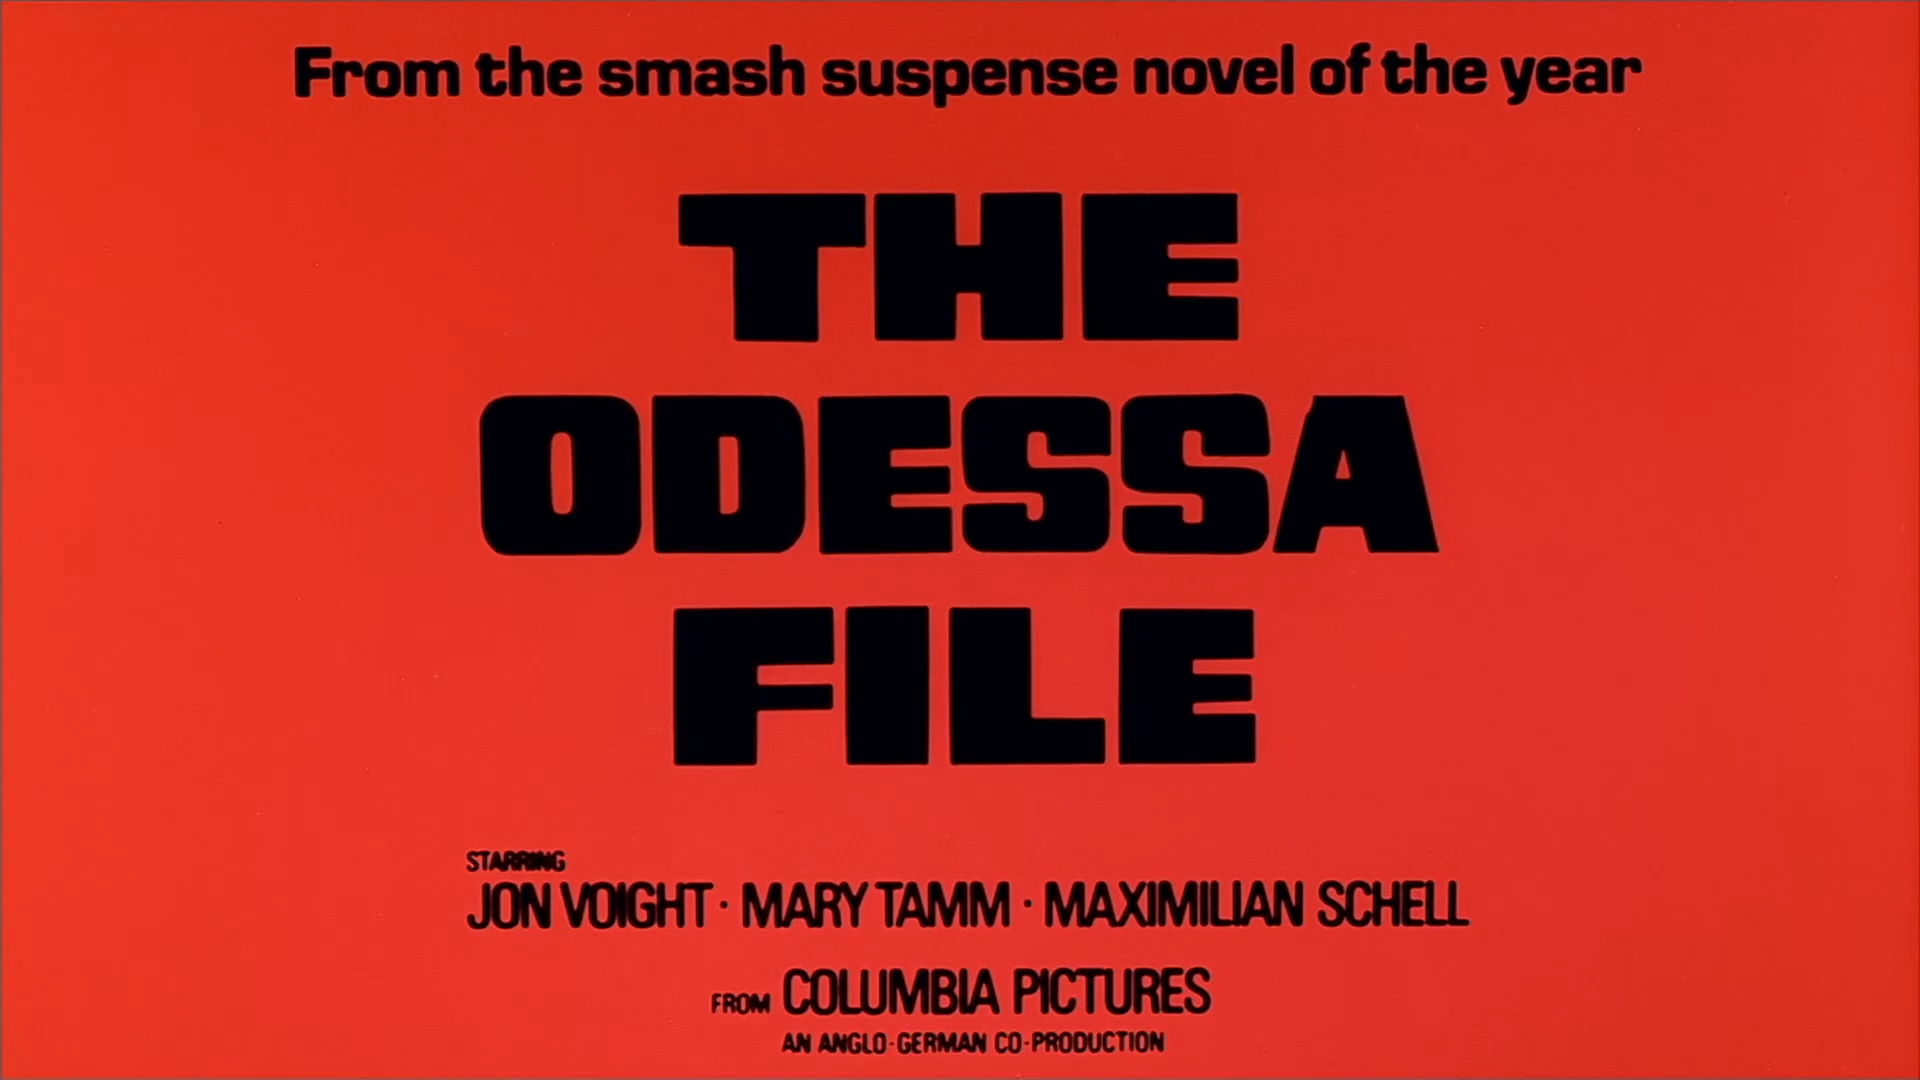 From the smash suspense novel of the year
THE
ODESSA
FILE
STARRING
JON VOIGHT · MARY TAMM · MAXIMILIAN SCHELL
FROM COLUMBIA PICTURES
AN ANGLO-GERMAN CO-PRODUCTION